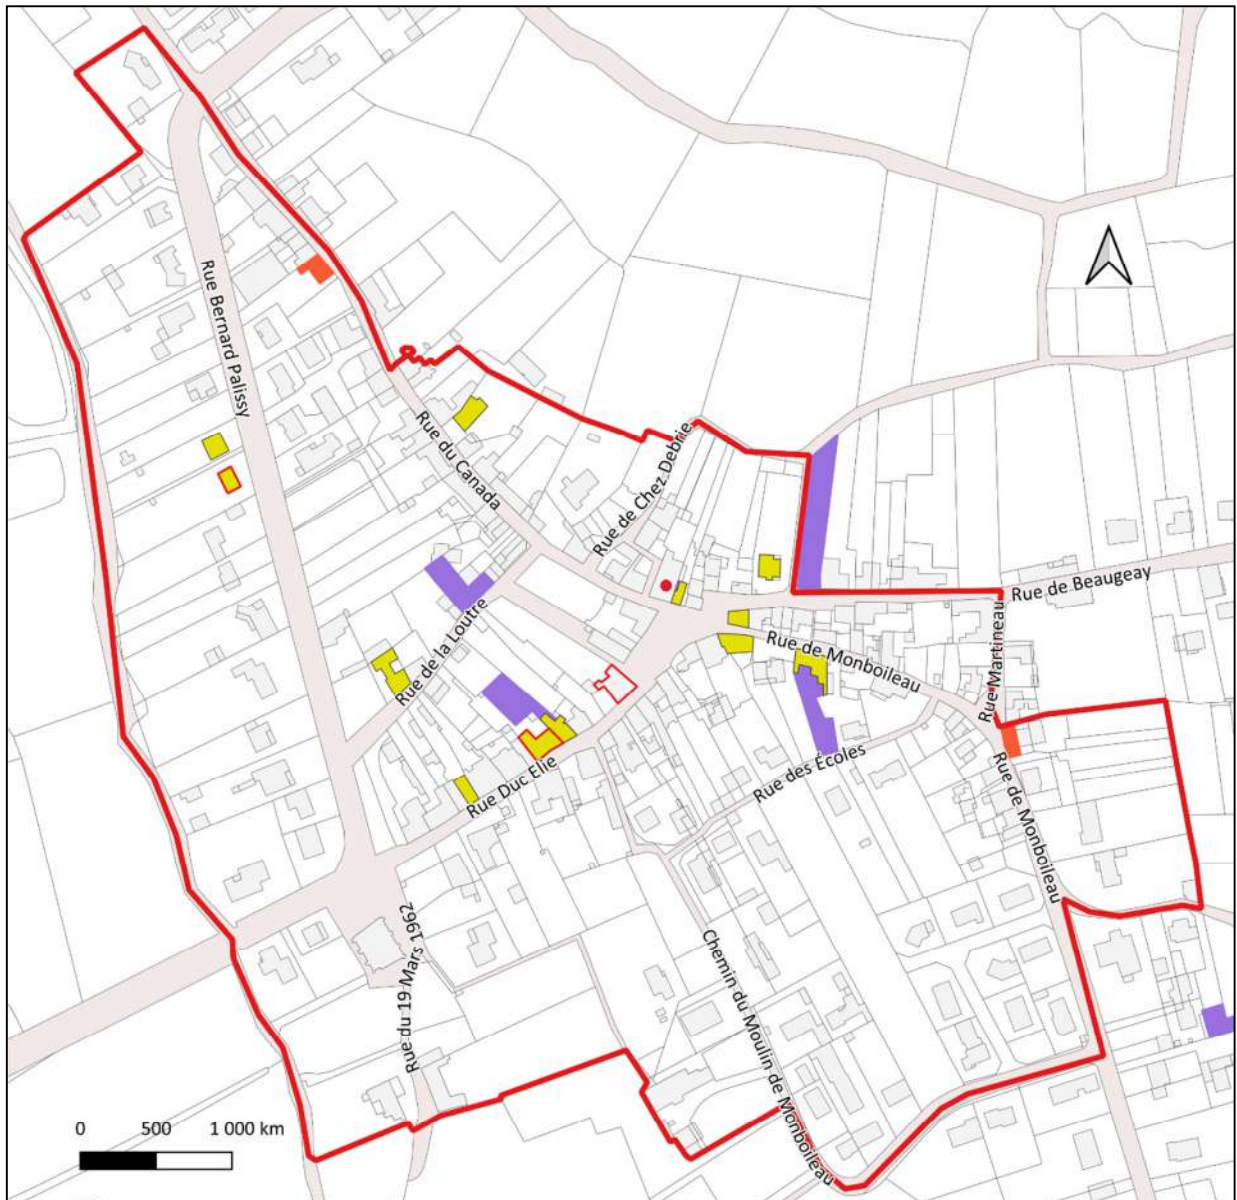 Rue Bernard Palissy
Rue du Canada
Rue de Chez Debrie
Rue de Beaugeay
Rue de la Loutre
Rue de Monboileau
Rue Martineau
Rue Duc Elie
Rue des Écoles
Rue de Monboileau
Rue du 19 Mars 1962
Chemin du Moulin de Monboileau
0 500 1 000 km